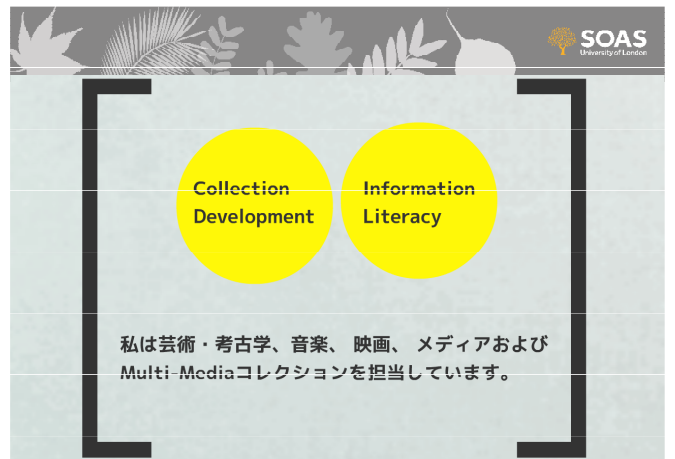 SOAS
University of London
Collection
Development
Information
Literacy
私は芸術・考古学、音楽、 映画、 メディアおよび
Multi-Mediaコレクションを担当しています。